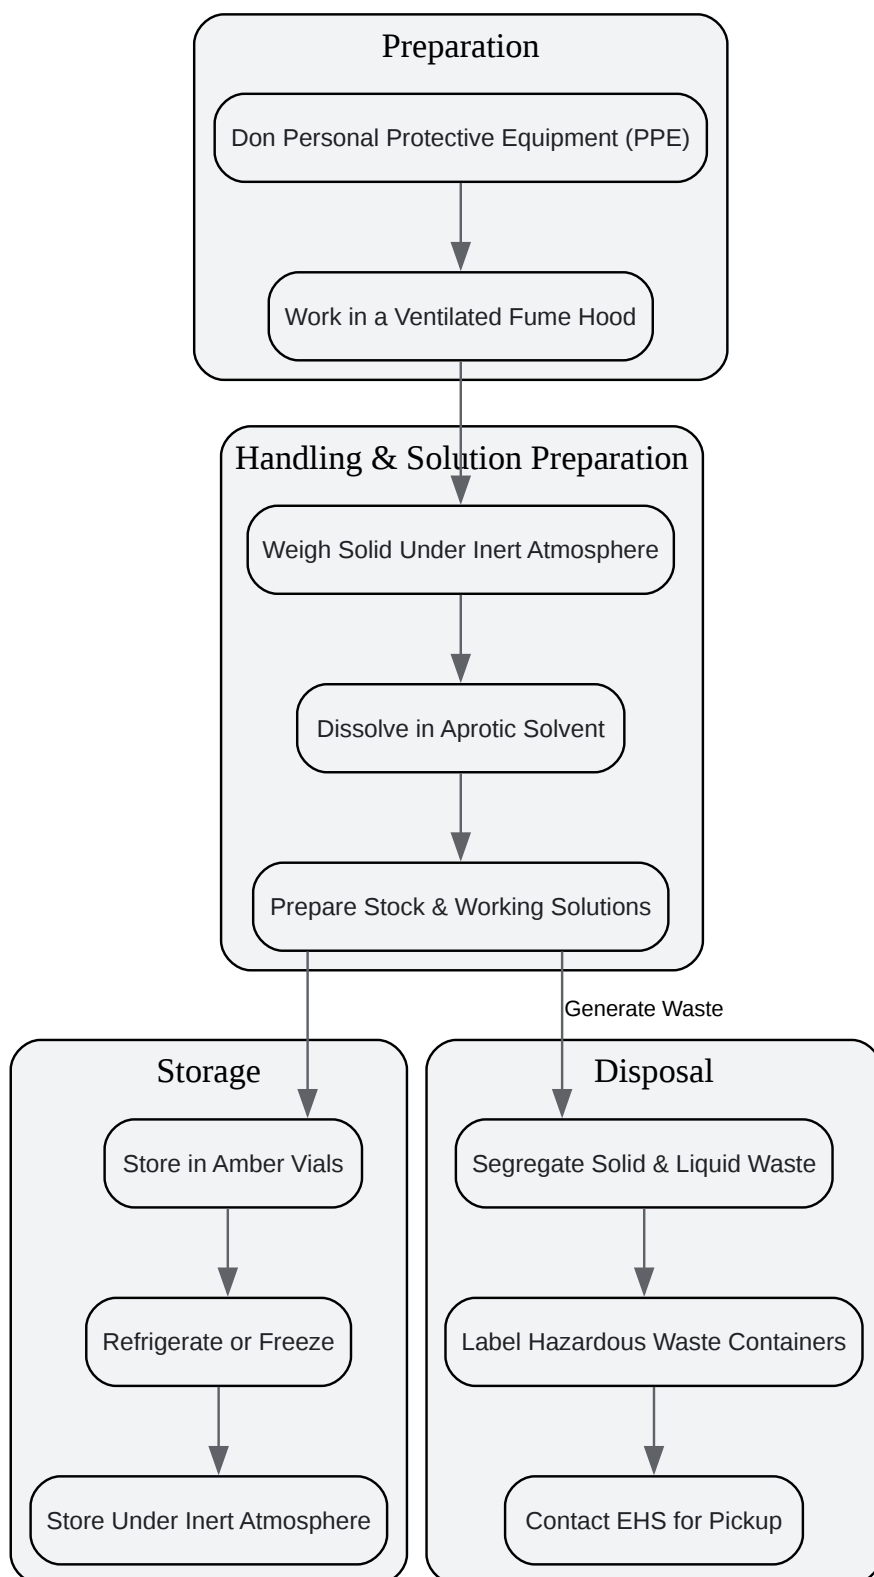 Preparation
Don Personal Protective Equipment (PPE)
Work in a Ventilated Fume Hood
Handling & Solution Preparation
Weigh Solid Under Inert Atmosphere
Dissolve in Aprotic Solvent
Prepare Stock & Working Solutions
Generate Waste
Storage
Store in Amber Vials
Refrigerate or Freeze
Store Under Inert Atmosphere
Disposal
Segregate Solid & Liquid Waste
Label Hazardous Waste Containers
Contact EHS for Pickup